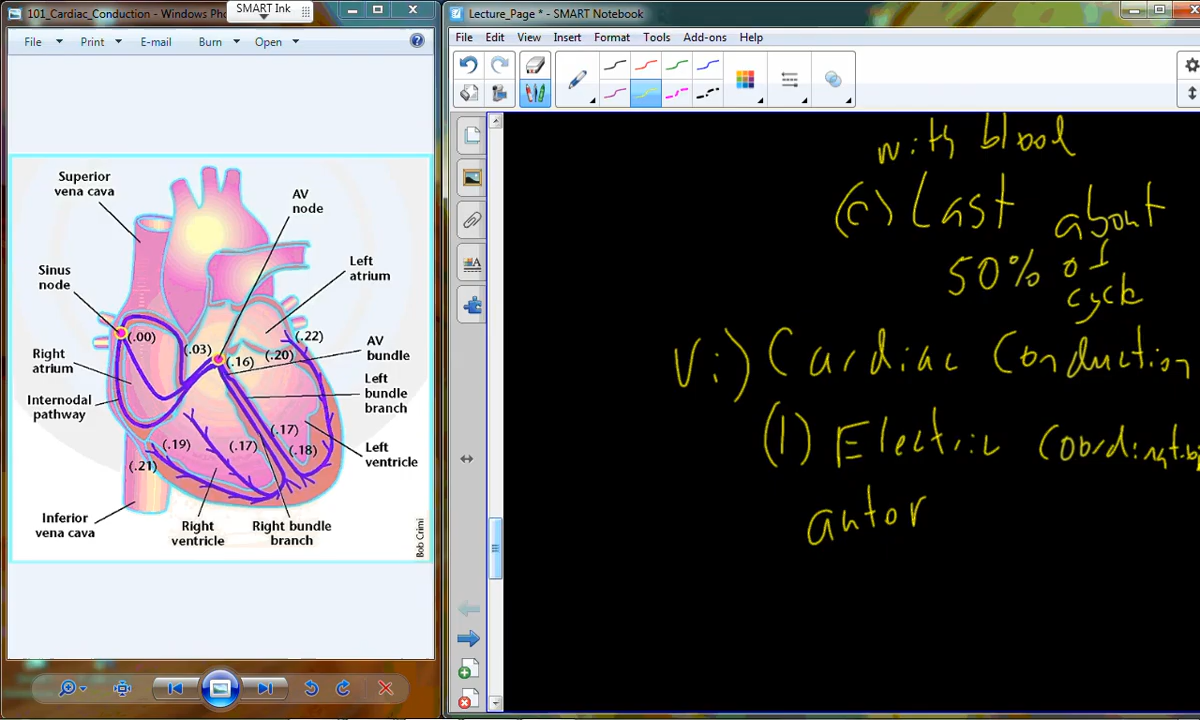 101_Cardiac_Conduction - Windows Pho
SMART Ink
File Print E-mail Burn Open
Superior
vena cava
AV
node
Sinus
node
Left
atrium
(.00)
(.03)
(.16)
(.20)
(.22)
Right
atrium
AV
bundle
Internodal
pathway
Left
bundle
branch
(.19)
(.17)
(.17)
(.18)
(.21)
Left
ventricle
Inferior
vena cava
Right
ventricle
Right bundle
branch
Bob Crimi
Lecture_Page * - SMART Notebook
File Edit View Insert Format Tools Add-ons Help
with blood
(c) Last about
50% of
cycle
vi) Cardiac Conduction
(1) Electric
autor